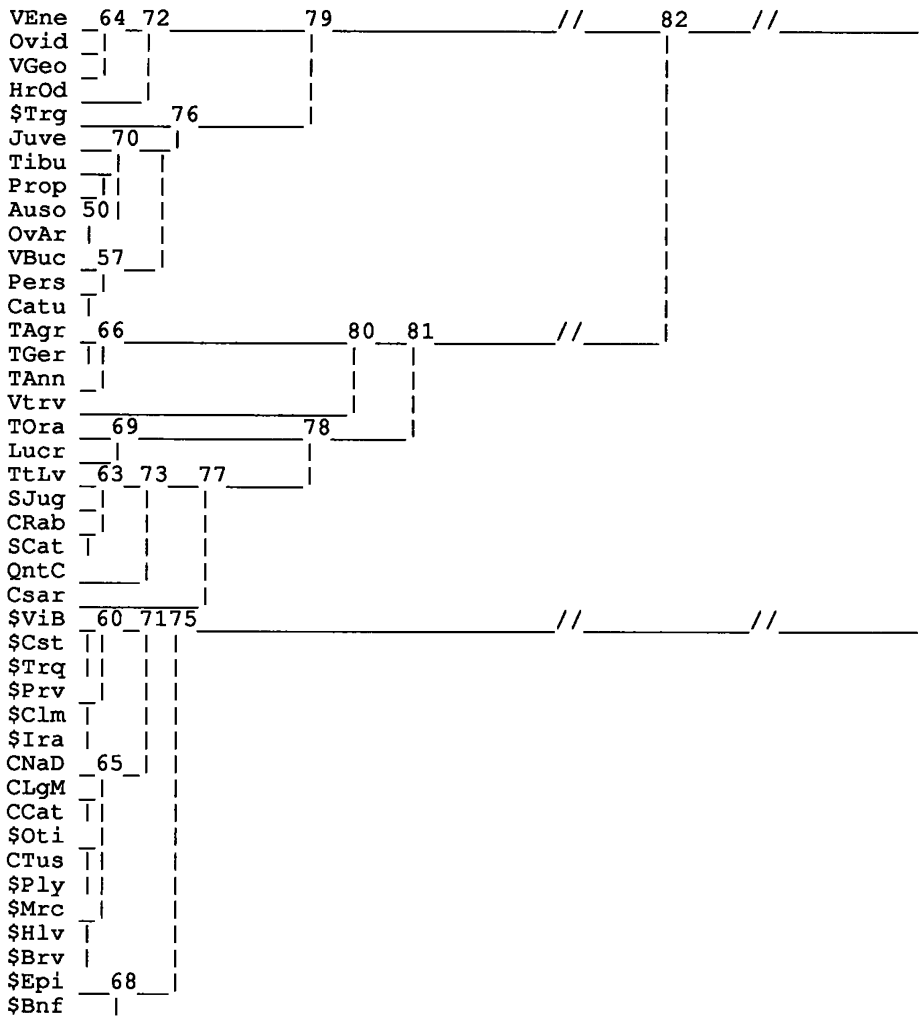 VEne 64 72 79 // 82 //
Ovid
VGeo
HrOd
$Trg 76
Juve 70
Tibu
Prop
Auso 50
OvAr
VBuc 57
Pers
Catu
TAgr 66 80 81 //
TGer
TAnn
Vtrv
TOra 69 78
Lucr
TtLv 63 73 77
SJug
CRab
SCat
QntC
Csar
$ViB 60 71 75 // //
$Cst
$Trq
$Prv
$Clm
$Ira
CNaD 65
CLgM
CCat
$Oti
CTus
$Ply
$Mrc
$Hlv
$Brv
$Epi 68
$Bnf